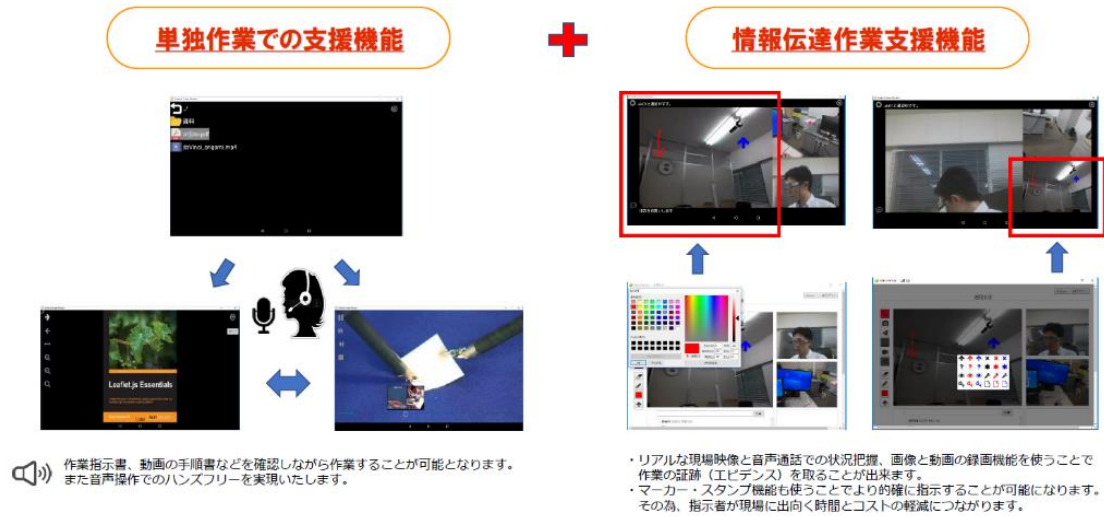 単独作業での支援機能
情報伝達作業支援機能
資料
daVinci_origami.mp4
Leaflet.js Essentials
作業指示書、動画の手順書などを確認しながら作業することが可能となります。
また音声操作でのハンズフリーを実現いたします。
・リアルな現場映像と音声通話での状況把握、画像と動画の録画機能を使うことで
作業の証跡（エビデンス）を取ることが出来ます。
・マーカー・スタンプ機能も使うことでより的確に指示することが可能になります。
その為、指示者が現場に出向く時間とコストの軽減につながります。